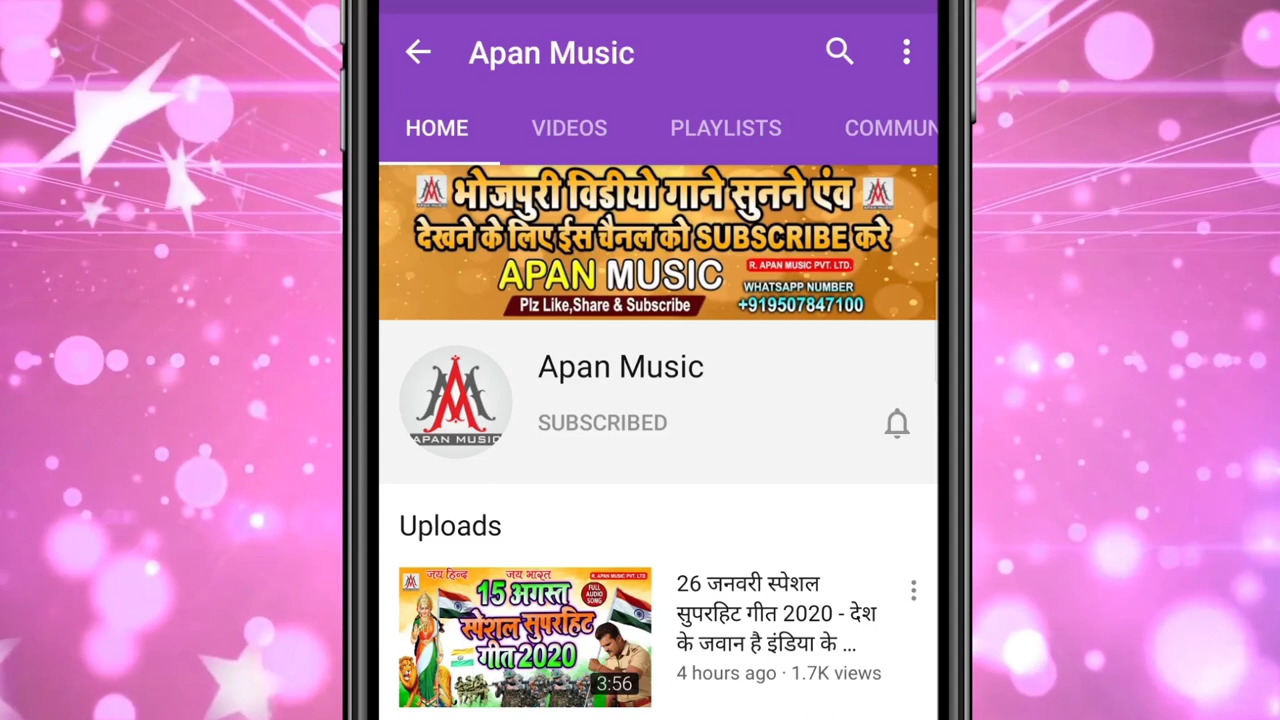 Apan Music
HOME VIDEOS PLAYLISTS COMMUN
भोजपुरी विडीयो गाने सुनने एंव
देखने के लिए ईस चैनल को SUBSCRIBE करे
APAN MUSIC
R. APAN MUSIC PVT. LTD.
WHATSAPP NUMBER
Plz Like,Share & Subscribe
+919507847100
Apan Music
SUBSCRIBED
APAN MUSIC
Uploads
जय हिन्द जय भारत
R. APAN MUSIC PVT. LTD
15 अगस्त
FULL AUDIO SONG
स्पेशल सुपरहिट
गीत 2020
3:56
26 जनवरी स्पेशल
सुपरहिट गीत 2020 - देश
के जवान है इंडिया के ...
4 hours ago · 1.7K views